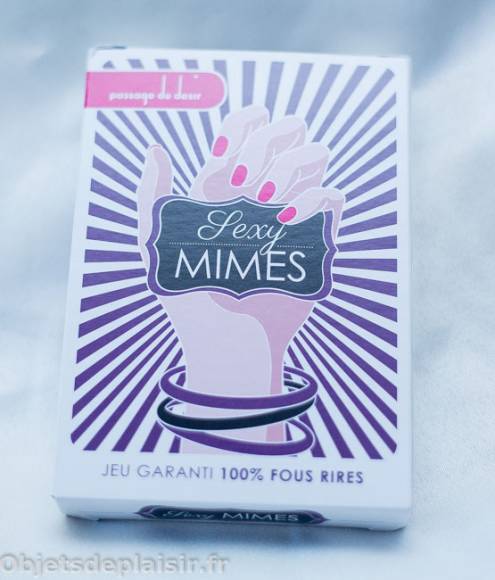 passage du desir
Sexy
MIMES
JEU GARANTI 100% FOUS RIRES
Sexy MIMES
Objetsdeplaisir.fr